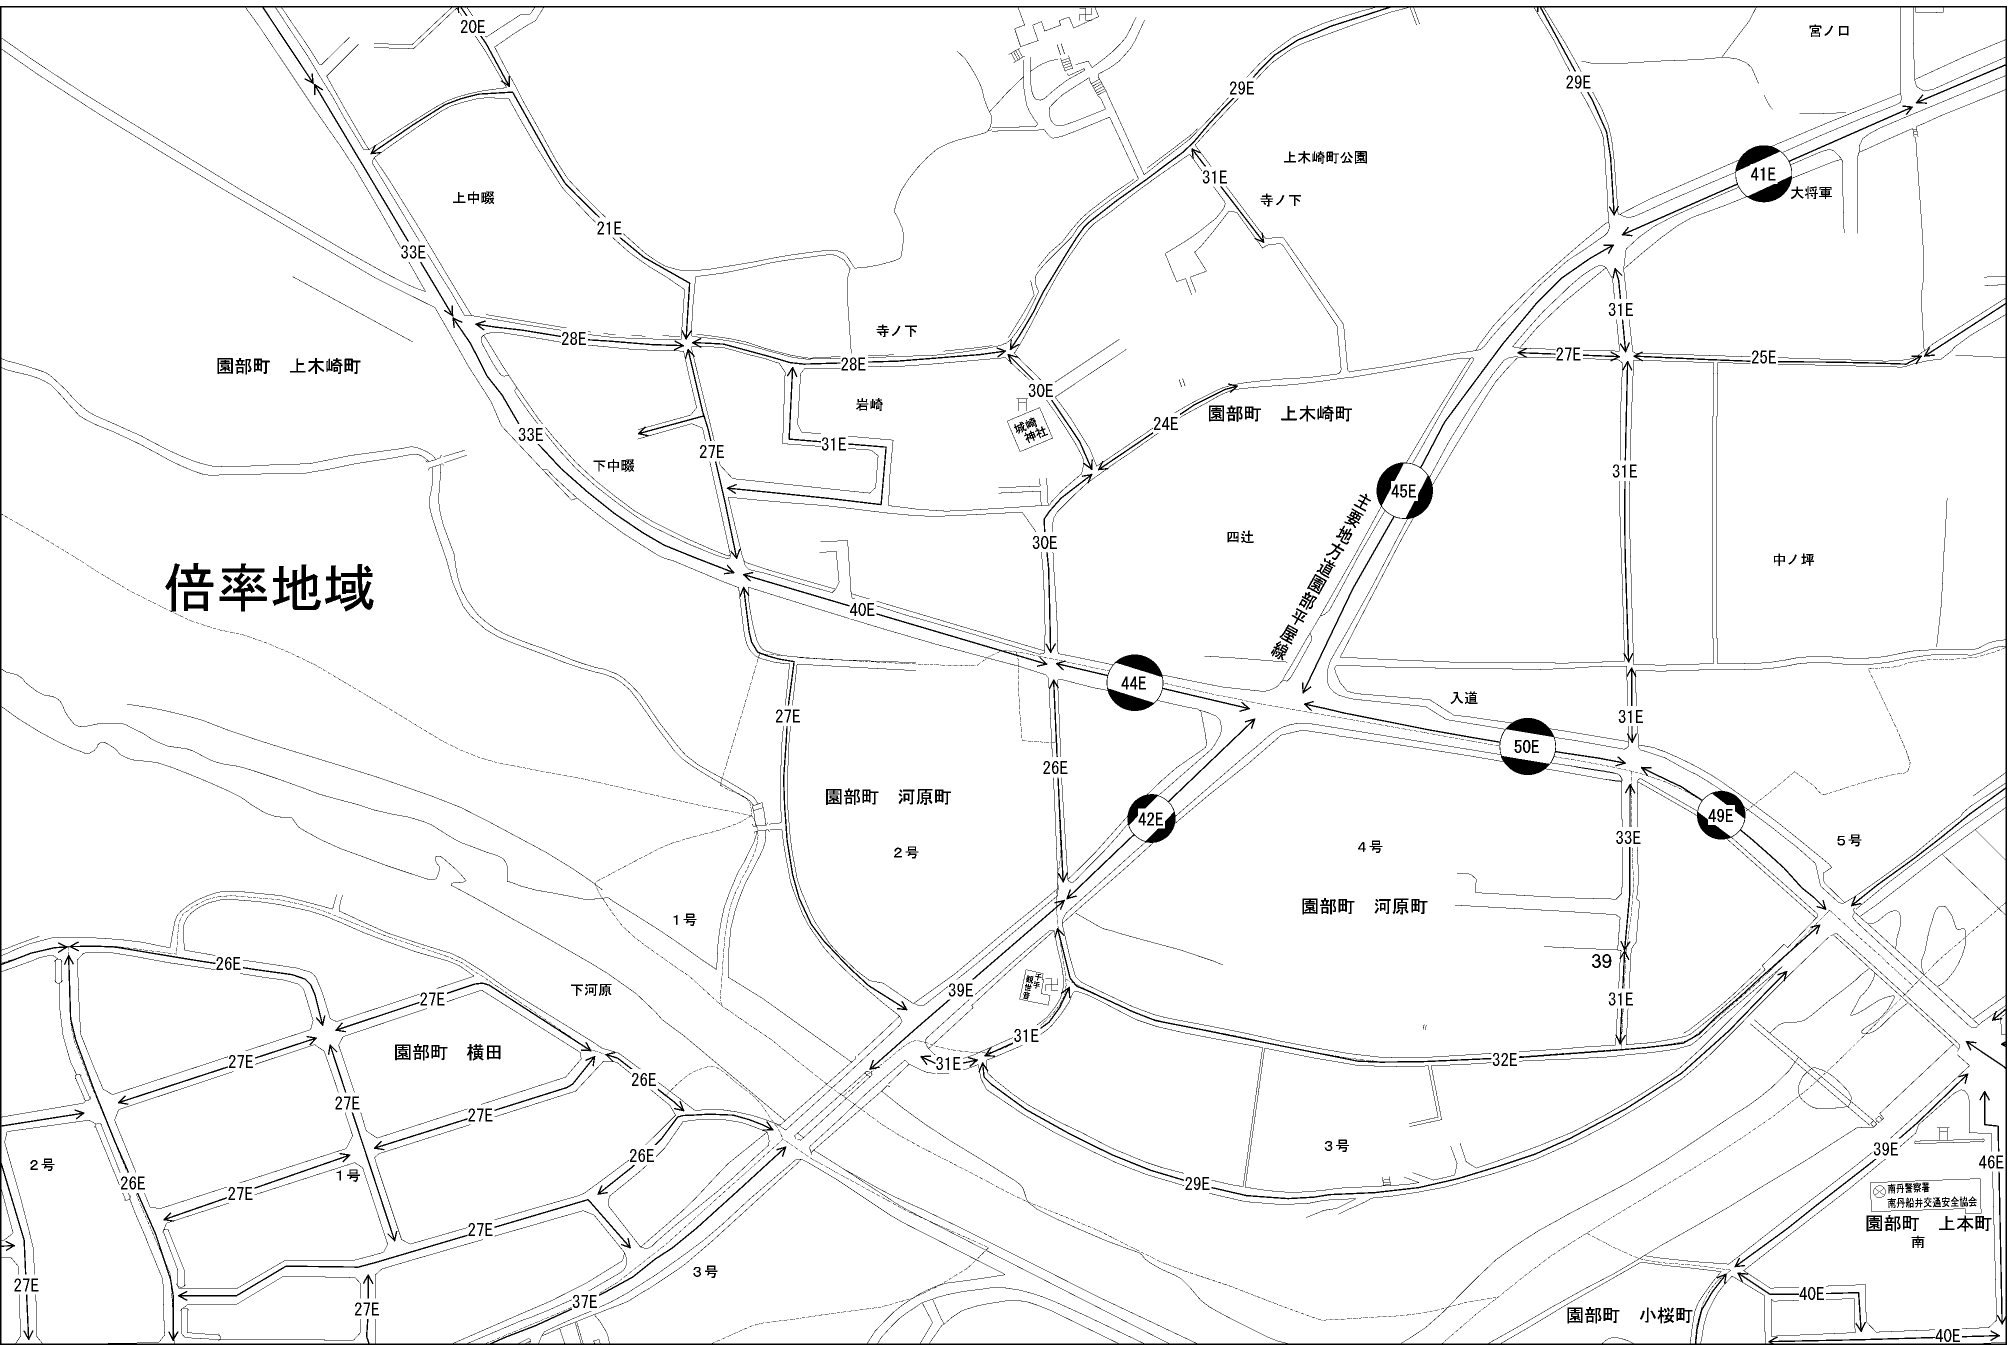 20E
宮ノ口
29E
29E
上木崎町公園
31E
41E
上中畷
寺ノ下
大将軍
21E
33E
31E
寺ノ下
28E
28E
27E
25E
園部町　上木崎町
30E
岩崎
園部町　上木崎町
城崎
神社
24E
33E
31E
27E
下中畷
31E
45E
主要地方道園部平屋線
30E
四辻
中ノ坪
倍率地域
40E
44E
入道
27E
31E
50E
26E
園部町　河原町
42E
49E
33E
2号
4号
5号
1号
園部町　河原町
26E
39
千手
観世音
下河原
39E
27E
31E
31E
園部町　横田
27E
31E
32E
26E
27E
27E
3号
39E
26E
46E
2号
1号
26E
27E
29E
南丹警察署
南丹船井交通安全協会
園部町　上本町
南
27E
3号
27E
37E
27E
40E
園部町　小桜町
40E